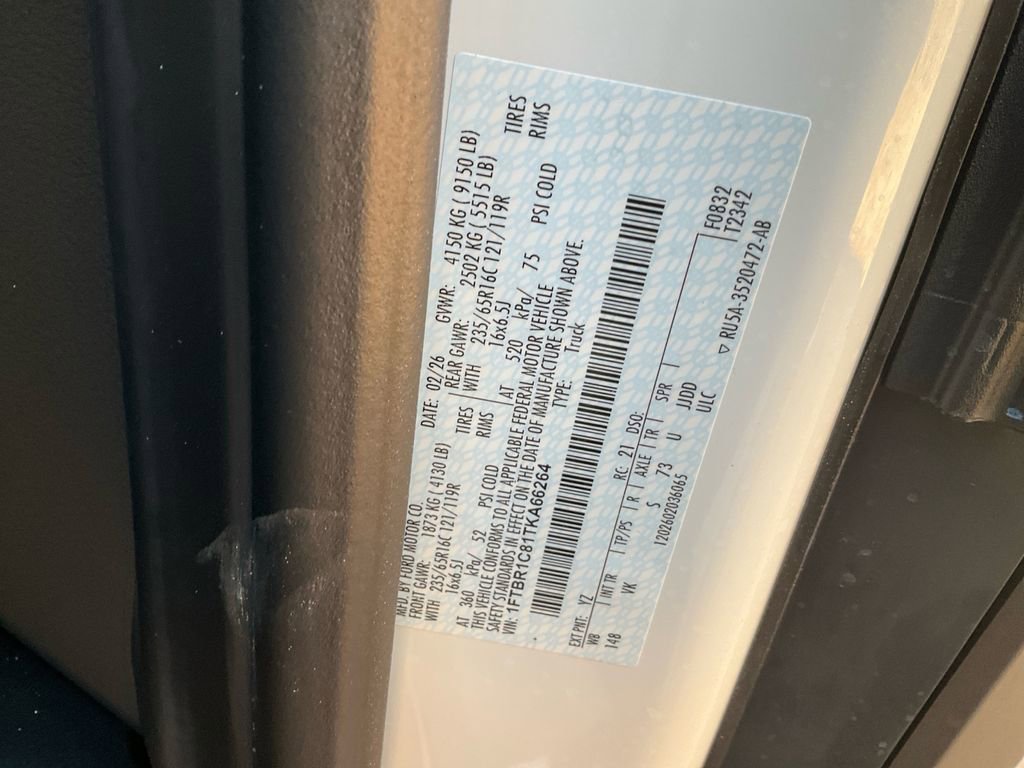 MFD. BY FORD MOTOR CO.
DATE: 02/26 GVWR: 4150 KG ( 9150 LB)
FRONT GAWR: 1873 KG ( 4130 LB) REAR GAWR: 2502 KG ( 5515 LB)
WITH 235/65R16C 121/119R TIRES WITH 235/65R16C 121/119R TIRES
16x6.5J RIMS 16x6.5J RIMS
AT 360 kPa/ 52 PSI COLD AT 520 kPa/ 75 PSI COLD
THIS VEHICLE CONFORMS TO ALL APPLICABLE FEDERAL MOTOR VEHICLE
SAFETY STANDARDS IN EFFECT ON THE DATE OF MANUFACTURE SHOWN ABOVE.
VIN: 1FTBR1C81TKA66264 TYPE: Truck
EXT PNT: YZ RC: 21 DSO: F0832
WB INTR TP/PS R AXLE TR SPR T2342
148 VK S 73 U JJDD
1202602036065 ULC
▽ RU5A-3520472-AB